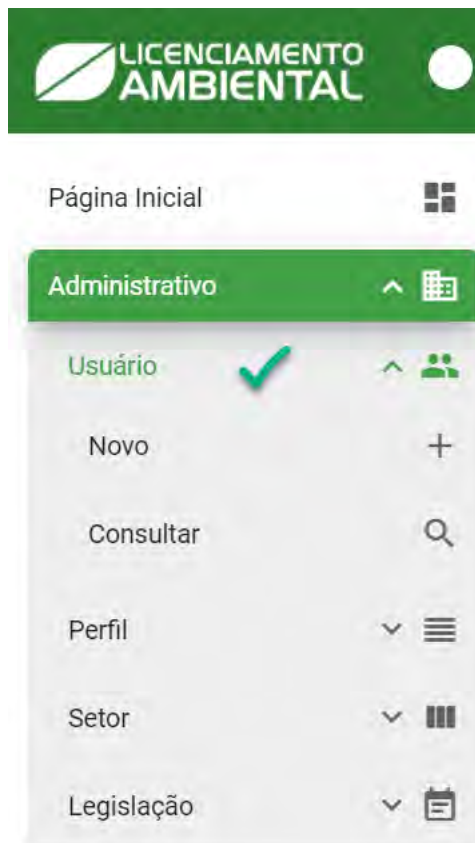 LICENCIAMENTO
AMBIENTAL
Página Inicial
Administrativo
Usuário
Novo
Consultar
Perfil
Setor
Legislação